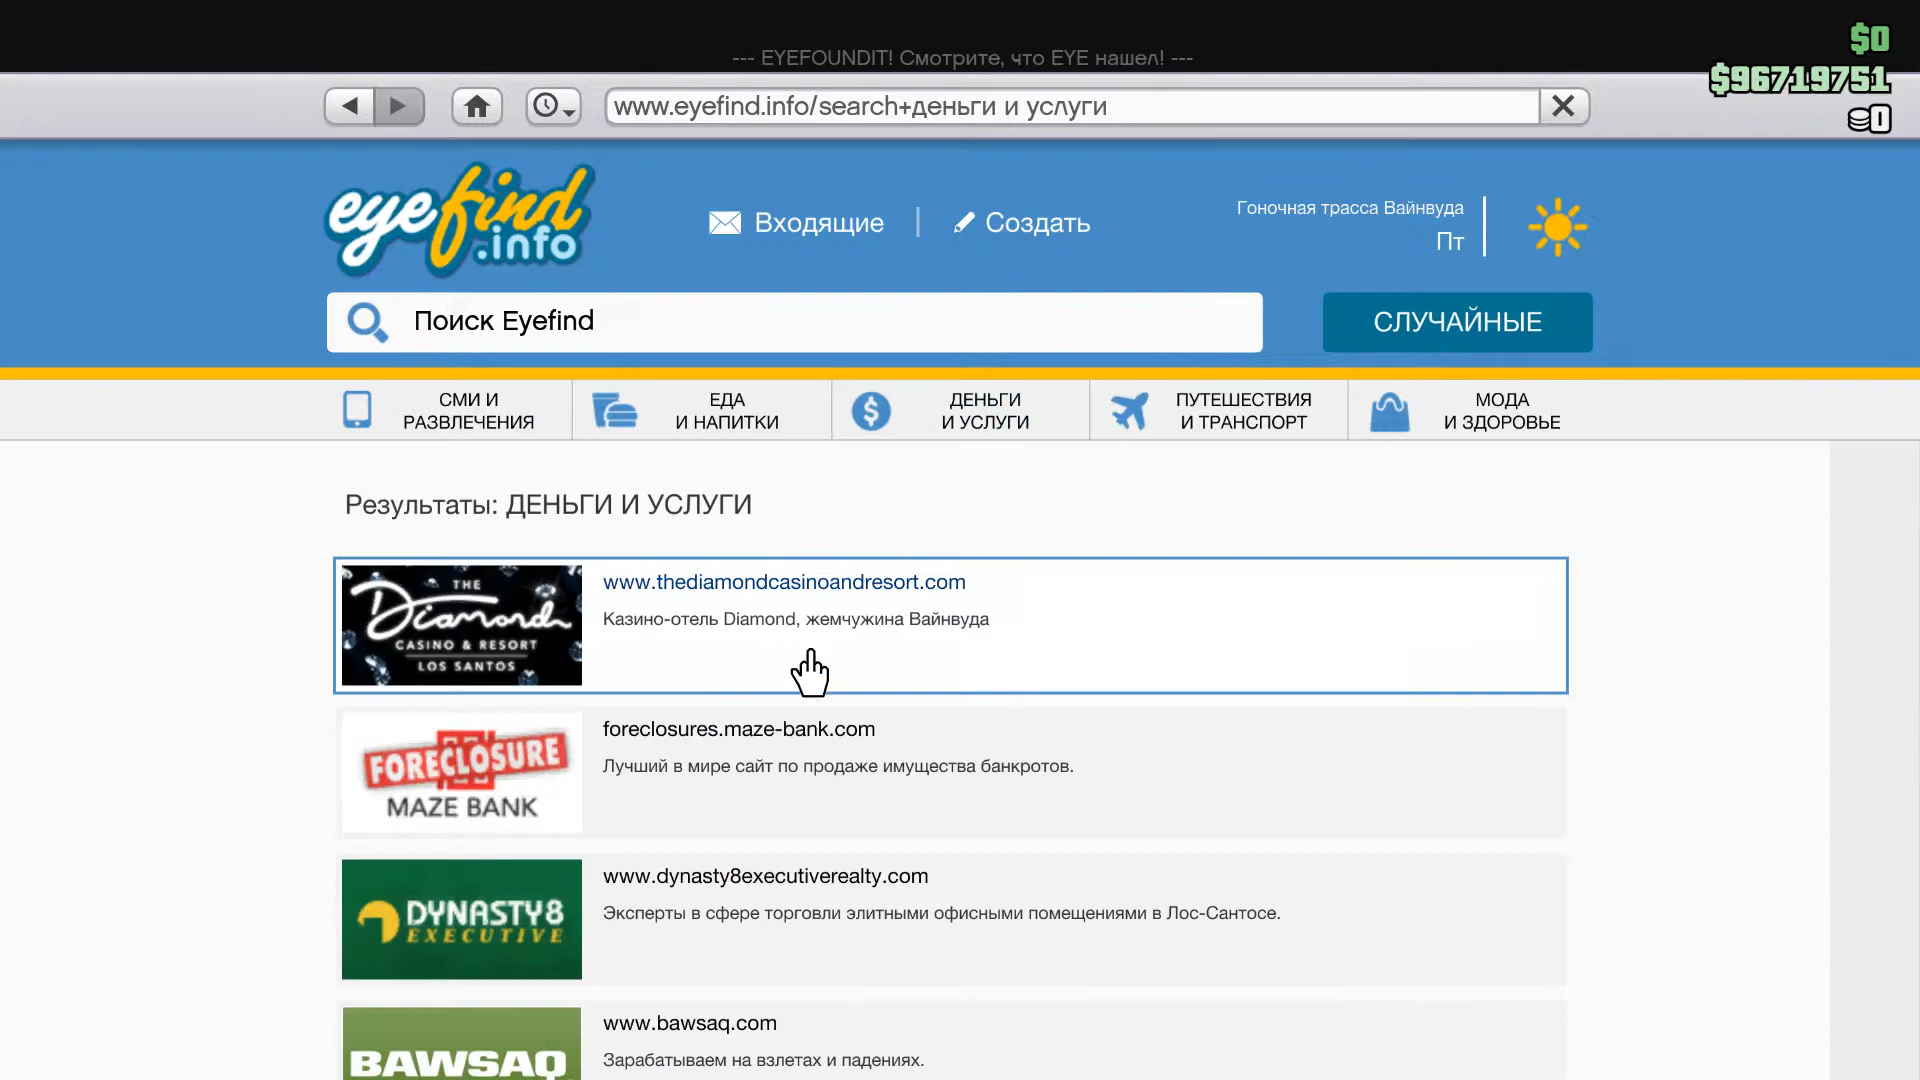 --- EYEFOUNDIT! Смотрите, что EYE нашел! ---
$0
$96719751
1
www.eyefind.info/search+деньги и услуги
eyefind
.info
Входящие
Создать
Гоночная трасса Вайнвуда
Пт
Поиск Eyefind
СЛУЧАЙНЫЕ
СМИ И
РАЗВЛЕЧЕНИЯ
ЕДА
И НАПИТКИ
ДЕНЬГИ
И УСЛУГИ
ПУТЕШЕСТВИЯ
И ТРАНСПОРТ
МОДА
И ЗДОРОВЬЕ
Результаты: ДЕНЬГИ И УСЛУГИ
THE
Diamond
CASINO & RESORT
LOS SANTOS
www.thediamondcasinoandresort.com
Казино-отель Diamond, жемчужина Вайнвуда
FORECLOSURE
MAZE BANK
foreclosures.maze-bank.com
Лучший в мире сайт по продаже имущества банкротов.
DYNASTY8
EXECUTIVE
www.dynasty8executiverealty.com
Эксперты в сфере торговли элитными офисными помещениями в Лос-Сантосе.
BAWSAQ
www.bawsaq.com
Зарабатываем на взлетах и падениях.